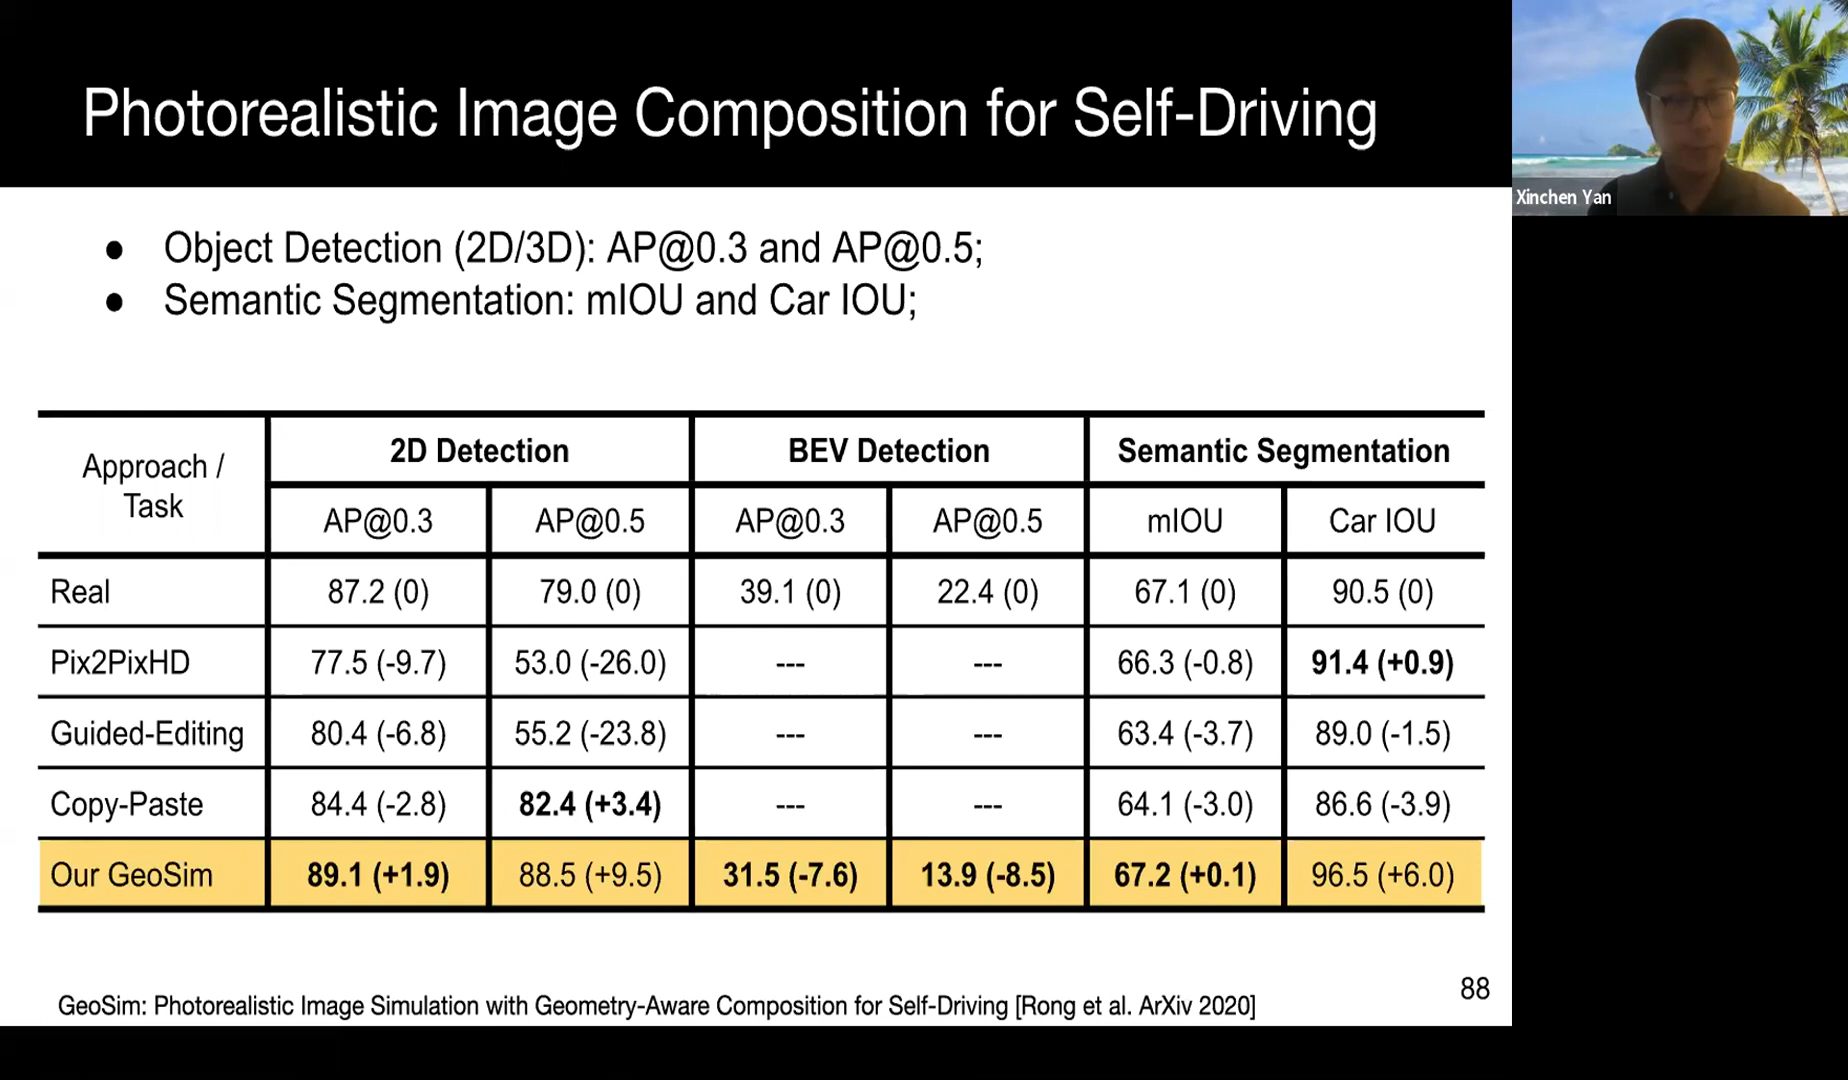 Photorealistic Image Composition for Self-Driving
Xinchen Yan
● Object Detection (2D/3D): AP@0.3 and AP@0.5;
● Semantic Segmentation: mIOU and Car IOU;
Approach / Task 2D Detection BEV Detection Semantic Segmentation
AP@0.3 AP@0.5 AP@0.3 AP@0.5 mIOU Car IOU
Real 87.2 (0) 79.0 (0) 39.1 (0) 22.4 (0) 67.1 (0) 90.5 (0)
Pix2PixHD 77.5 (-9.7) 53.0 (-26.0) --- --- 66.3 (-0.8) 91.4 (+0.9)
Guided-Editing 80.4 (-6.8) 55.2 (-23.8) --- --- 63.4 (-3.7) 89.0 (-1.5)
Copy-Paste 84.4 (-2.8) 82.4 (+3.4) --- --- 64.1 (-3.0) 86.6 (-3.9)
Our GeoSim 89.1 (+1.9) 88.5 (+9.5) 31.5 (-7.6) 13.9 (-8.5) 67.2 (+0.1) 96.5 (+6.0)
88
GeoSim: Photorealistic Image Simulation with Geometry-Aware Composition for Self-Driving [Rong et al. ArXiv 2020]